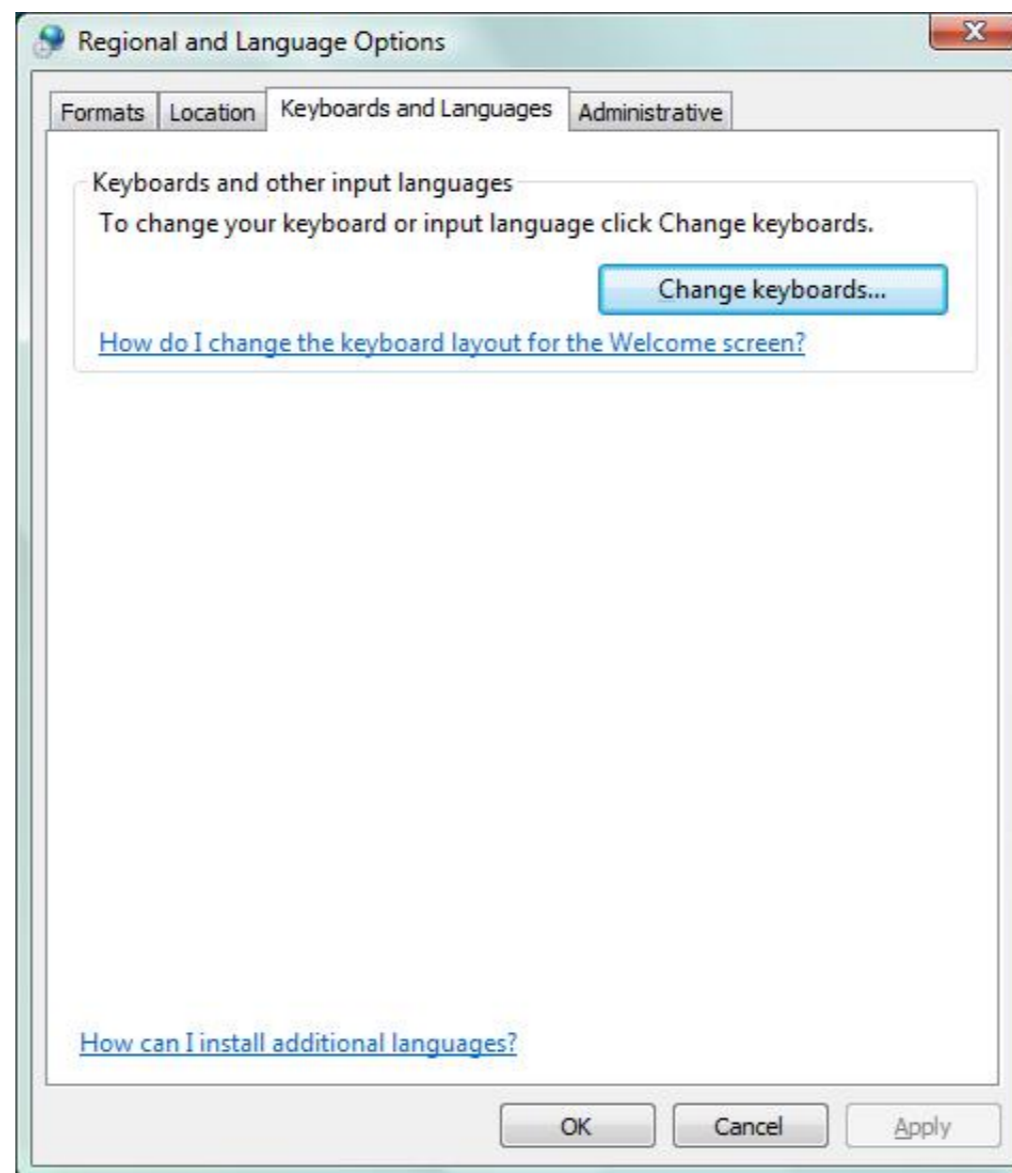 Regional and Language Options
Formats Location Keyboards and Languages Administrative
Keyboards and other input languages
To change your keyboard or input language click Change keyboards.
Change keyboards...
How do I change the keyboard layout for the Welcome screen?
How can I install additional languages?
OK Cancel Apply